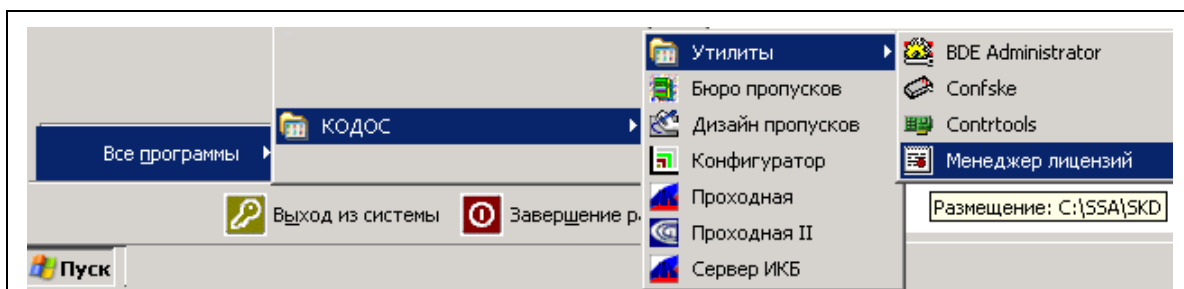 Утилиты
BDE Administrator
Бюро пропусков
Confske
КОДОС
Дизайн пропусков
Contrtools
Все программы
Конфигуратор
Менеджер лицензий
Проходная
Размещение: C:\SSA\SKD
Выход из системы
Завершение р
Проходная II
Пуск
Сервер ИКБ